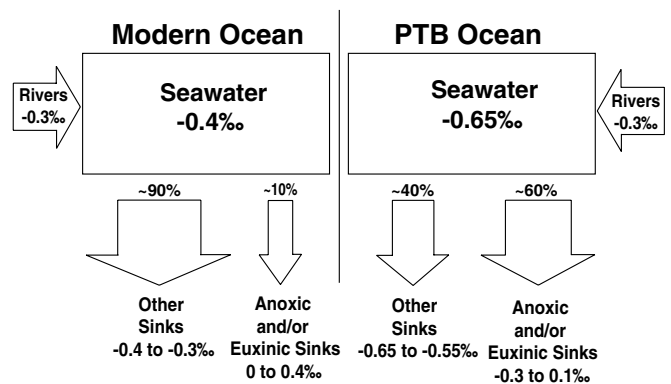 Modern Ocean
PTB Ocean
Rivers
-0.3‰
Seawater
-0.4‰
Seawater
-0.65‰
Rivers
-0.3‰
~90%
~10%
~40%
~60%
Other
Sinks
-0.4 to -0.3‰
Anoxic
and/or
Euxinic Sinks
0 to 0.4‰
Other
Sinks
-0.65 to -0.55‰
Anoxic
and/or
Euxinic Sinks
-0.3 to 0.1‰